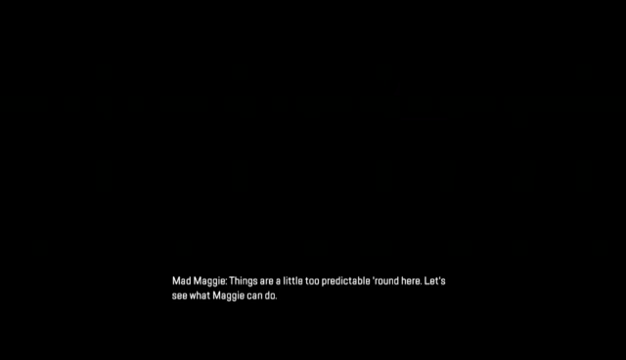 Mad Maggie: Things are a little too predictable 'round here. Let's
see what Maggie can do.